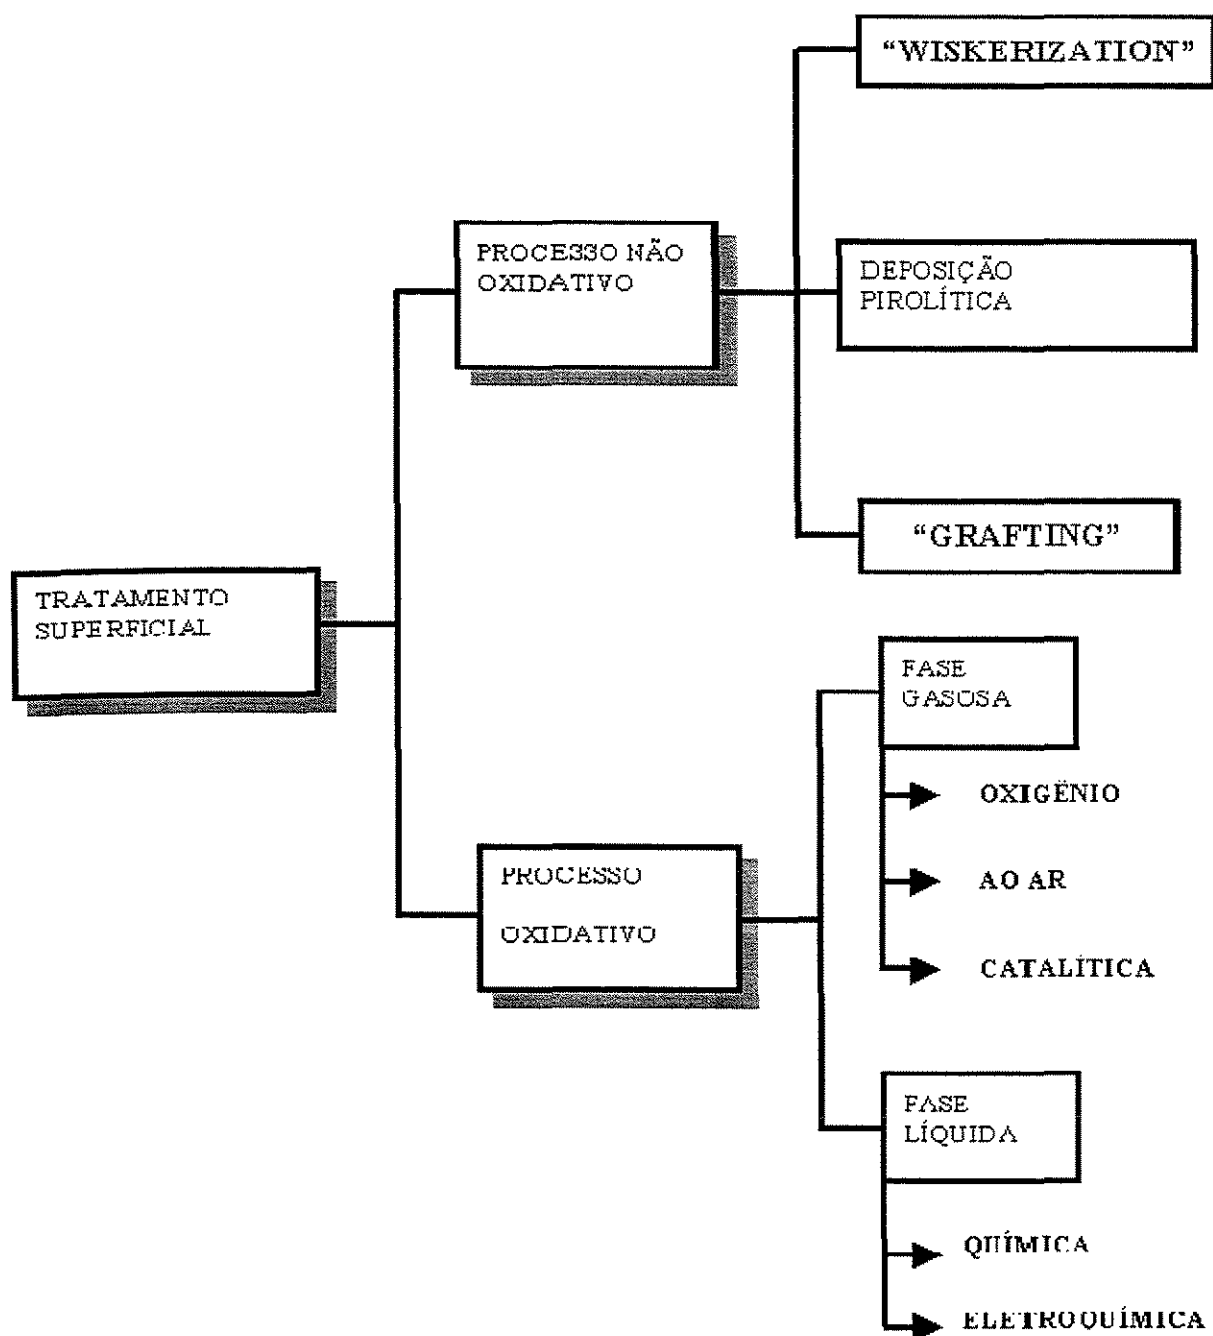 “WISKERIZATION”
PROCESSO NÃO
OXIDATIVO
DEPOSIÇÃO
PIROLÍTICA
“GRAFTING”
TRATAMENTO
SUPERFICIAL
FASE
GASOSA
OXIGÊNIO
AO AR
CATALÍTICA
PROCESSO
OXIDATIVO
FASE
LÍQUIDA
QUÍMICA
ELETROQUÍMICA